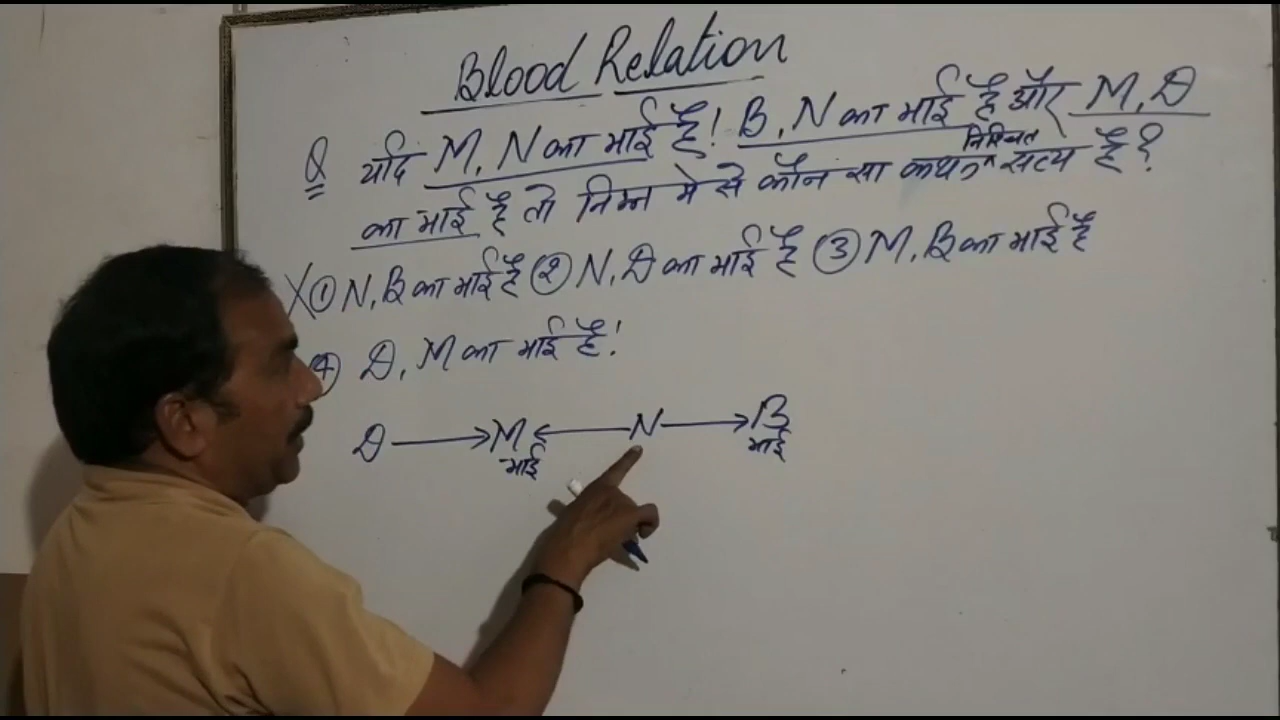 Blood Relation
Q यदि M, N का भाई है! B, N का भाई है और M, D
का भाई है तो निम्न मे से कौन सा कथन ^ निश्चित सत्य है?
X ① N, B का भाई है ② N, D का भाई है ③ M, B का भाई है
④ D, M का भाई है!
D → M ← N → B
भाई भाई